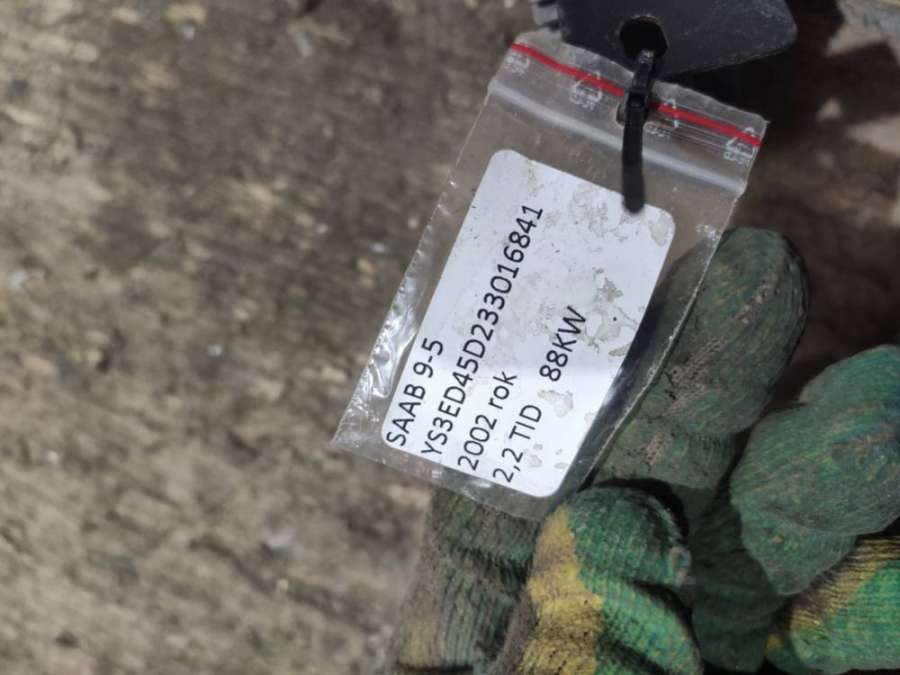 SAAB 9-5
YS3ED45D233016841
2002 rok
2,2 TID 88KW